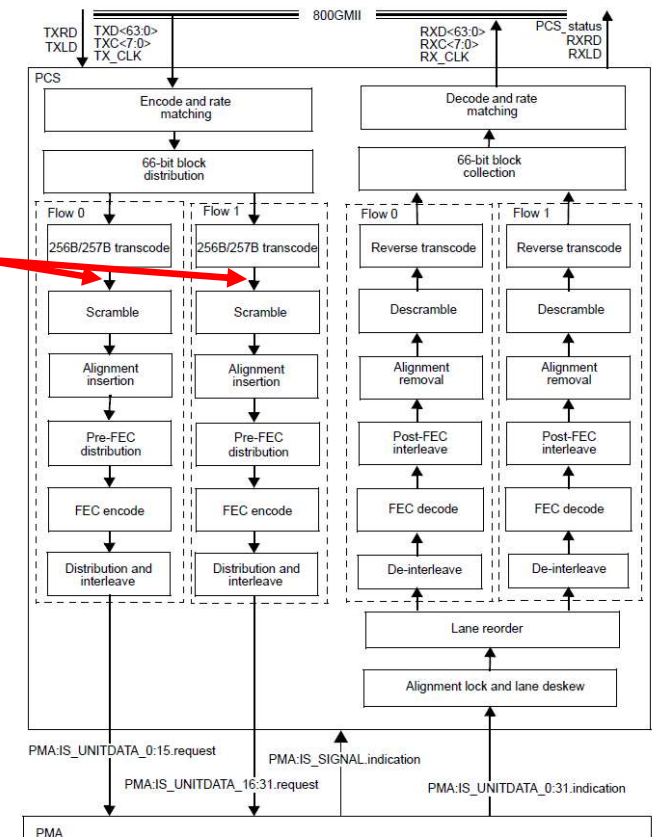 800GMII
TXRD
TXLD
TXD<63:0>
TXC<7:0>
TX_CLK
RXD<63:0>
RXC<7:0>
RX_CLK
PCS_status
RXRD
RXLD
PCS
Encode and rate
matching
66-bit block
distribution
Decode and rate
matching
66-bit block
collection
Flow 0
256B/257B transcode
Scramble
Alignment
insertion
Pre-FEC
distribution
FEC encode
Distribution and
interleave
Flow 1
256B/257B transcode
Scramble
Alignment
insertion
Pre-FEC
distribution
FEC encode
Distribution and
interleave
Flow 0
Reverse transcode
Descramble
Alignment
removal
Post-FEC
interleave
FEC decode
De-interleave
Flow 1
Reverse transcode
Descramble
Alignment
removal
Post-FEC
interleave
FEC decode
De-interleave
Lane reorder
Alignment lock and lane deskew
PMA:IS_UNITDATA_0:15.request
PMA:IS_SIGNAL.indication
PMA:IS_UNITDATA_16:31.request
PMA:IS_UNITDATA_0:31.indication
PMA